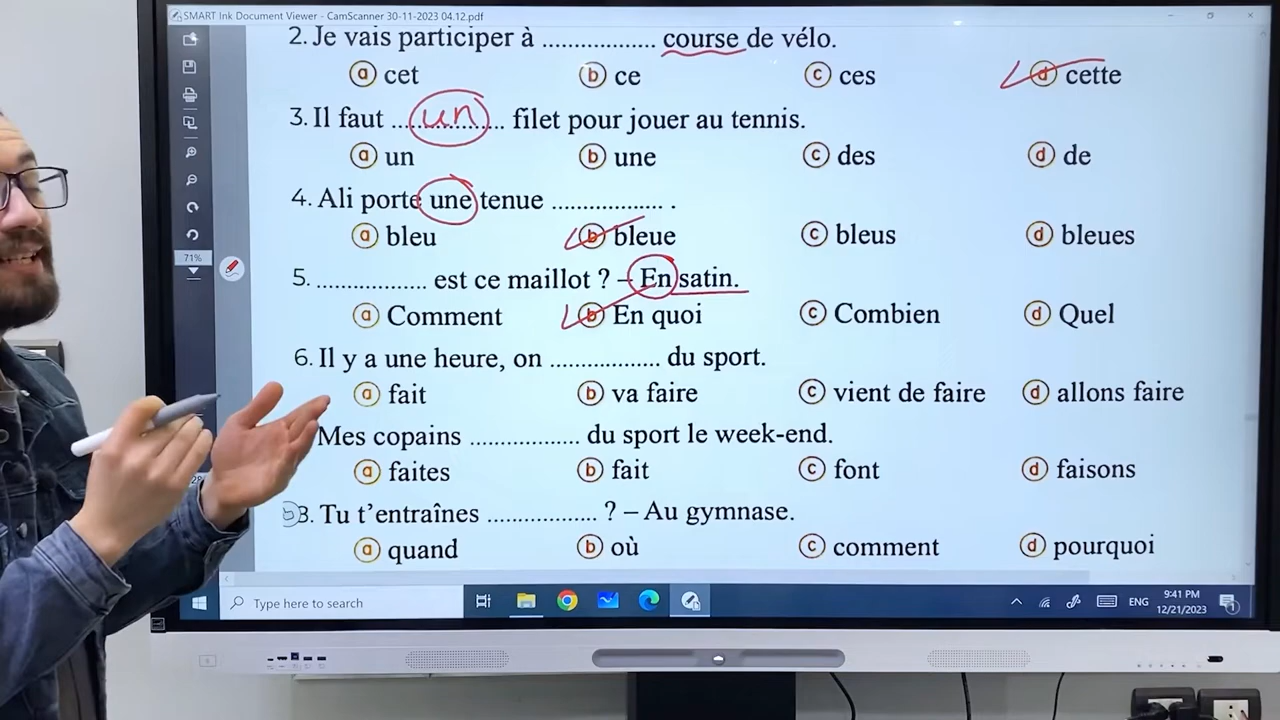 SMART Ink Document Viewer - CamScanner 30-11-2023 04.12.pdf
2. Je vais participer à .................. course de vélo.
a cet b ce c ces d cette
3. Il faut ....un.... filet pour jouer au tennis.
a un b une c des d de
4. Ali porte une tenue .................. .
a bleu b bleue c bleus d bleues
71%
5. .................. est ce maillot ? – En satin.
a Comment b En quoi c Combien d Quel
6. Il y a une heure, on .................. du sport.
a fait b va faire c vient de faire d allons faire
Mes copains .................. du sport le week-end.
a faites b fait c font d faisons
Tu t'entraînes .................. ? – Au gymnase.
a quand b où c comment d pourquoi
Type here to search ENG 9:41 PM
12/21/2023